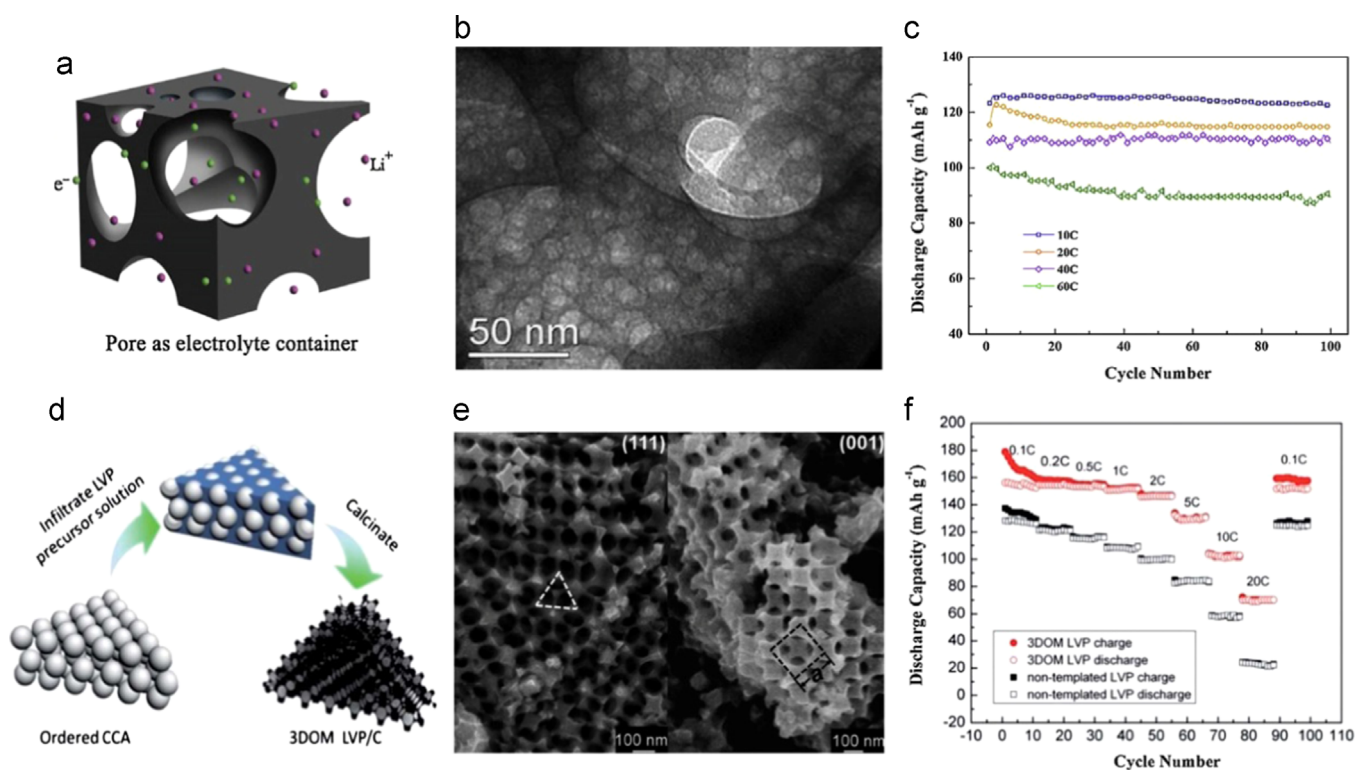 a
e⁻
Li⁺
Pore as electrolyte container
b
50 nm
c
140
120
100
80
60
40
Discharge Capacity (mAh g⁻¹)
10C
20C
40C
60C
0
20
40
60
80
100
Cycle Number
d
Infiltrate LVP
precursor solution
Calcinate
Ordered CCA
3DOM LVP/C
e
(111)
(001)
a
100 nm
100 nm
f
200
180
160
140
120
100
80
60
40
20
0
-20
Discharge Capacity (mAh g⁻¹)
0.1C
0.2C
0.5C
1C
2C
5C
10C
20C
0.1C
3DOM LVP charge
3DOM LVP discharge
non-templated LVP charge
non-templated LVP discharge
-10
0
10
20
30
40
50
60
70
80
90
100
110
Cycle Number